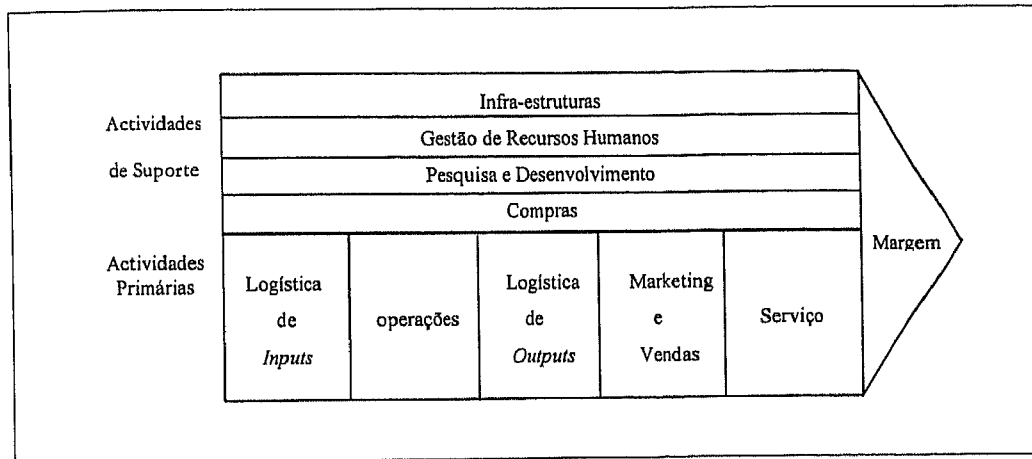 Infra-estruturas
Actividades
de Suporte
Gestão de Recursos Humanos
Pesquisa e Desenvolvimento
Compras
Actividades
Primárias
Logística
de
Inputs
operações
Logística
de
Outputs
Marketing
e
Vendas
Serviço
Margem